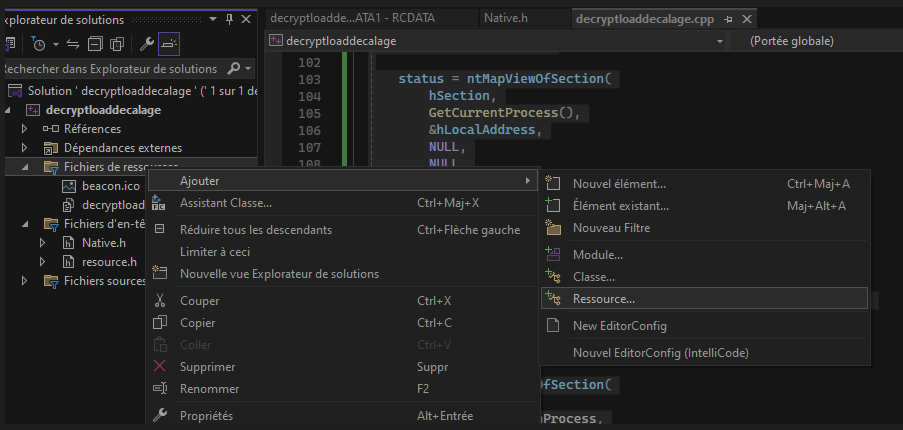 xplorateur de solutions
Rechercher dans Explorateur de solutions
Solution ' decryptloaddecalage ' (' 1 sur 1 de
decryptloaddecalage
Références
Dépendances externes
Fichiers de ressources
beacon.ico
decryptload
Fichiers d'en-tê
Native.h
resource.h
Fichiers sources
decryptloadde...ATA1 - RCDATA
Native.h
decryptloaddecalage.cpp
decryptloaddecalage
(Portée globale)
102
103 status = ntMapViewOfSection(
104 hSection,
105 GetCurrentProcess(),
106 &hLocalAddress,
107 NULL,
108 NULL
Ajouter
Assistant Classe... Ctrl+Maj+X
Réduire tous les descendants Ctrl+Flèche gauche
Limiter à ceci
Nouvelle vue Explorateur de solutions
Couper Ctrl+X
Copier Ctrl+C
Coller Ctrl+V
Supprimer Suppr
Renommer F2
Propriétés Alt+Entrée
Nouvel élément... Ctrl+Maj+A
Élément existant... Maj+Alt+A
Nouveau Filtre
Module...
Classe...
Ressource...
New EditorConfig
Nouvel EditorConfig (IntelliCode)
OfSection(
Process,